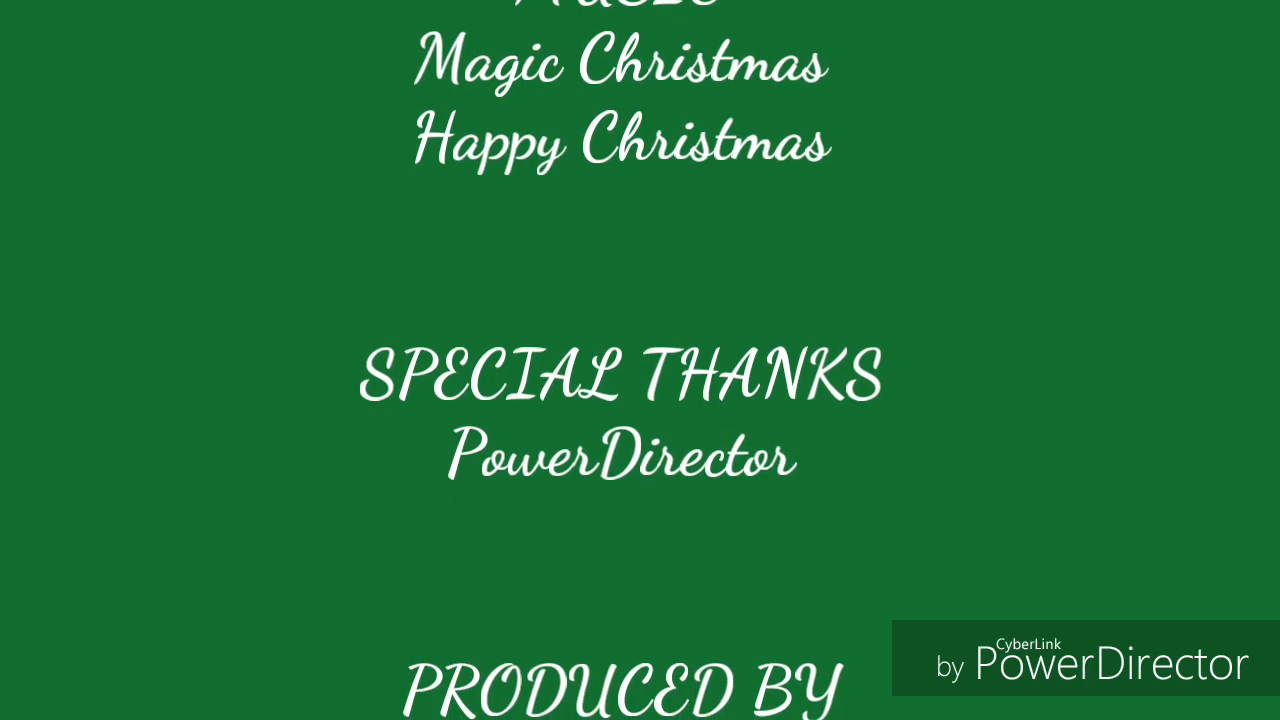 Magic Christmas
Happy Christmas
SPECIAL THANKS
PowerDirector
PRODUCED BY
by CyberLink PowerDirector